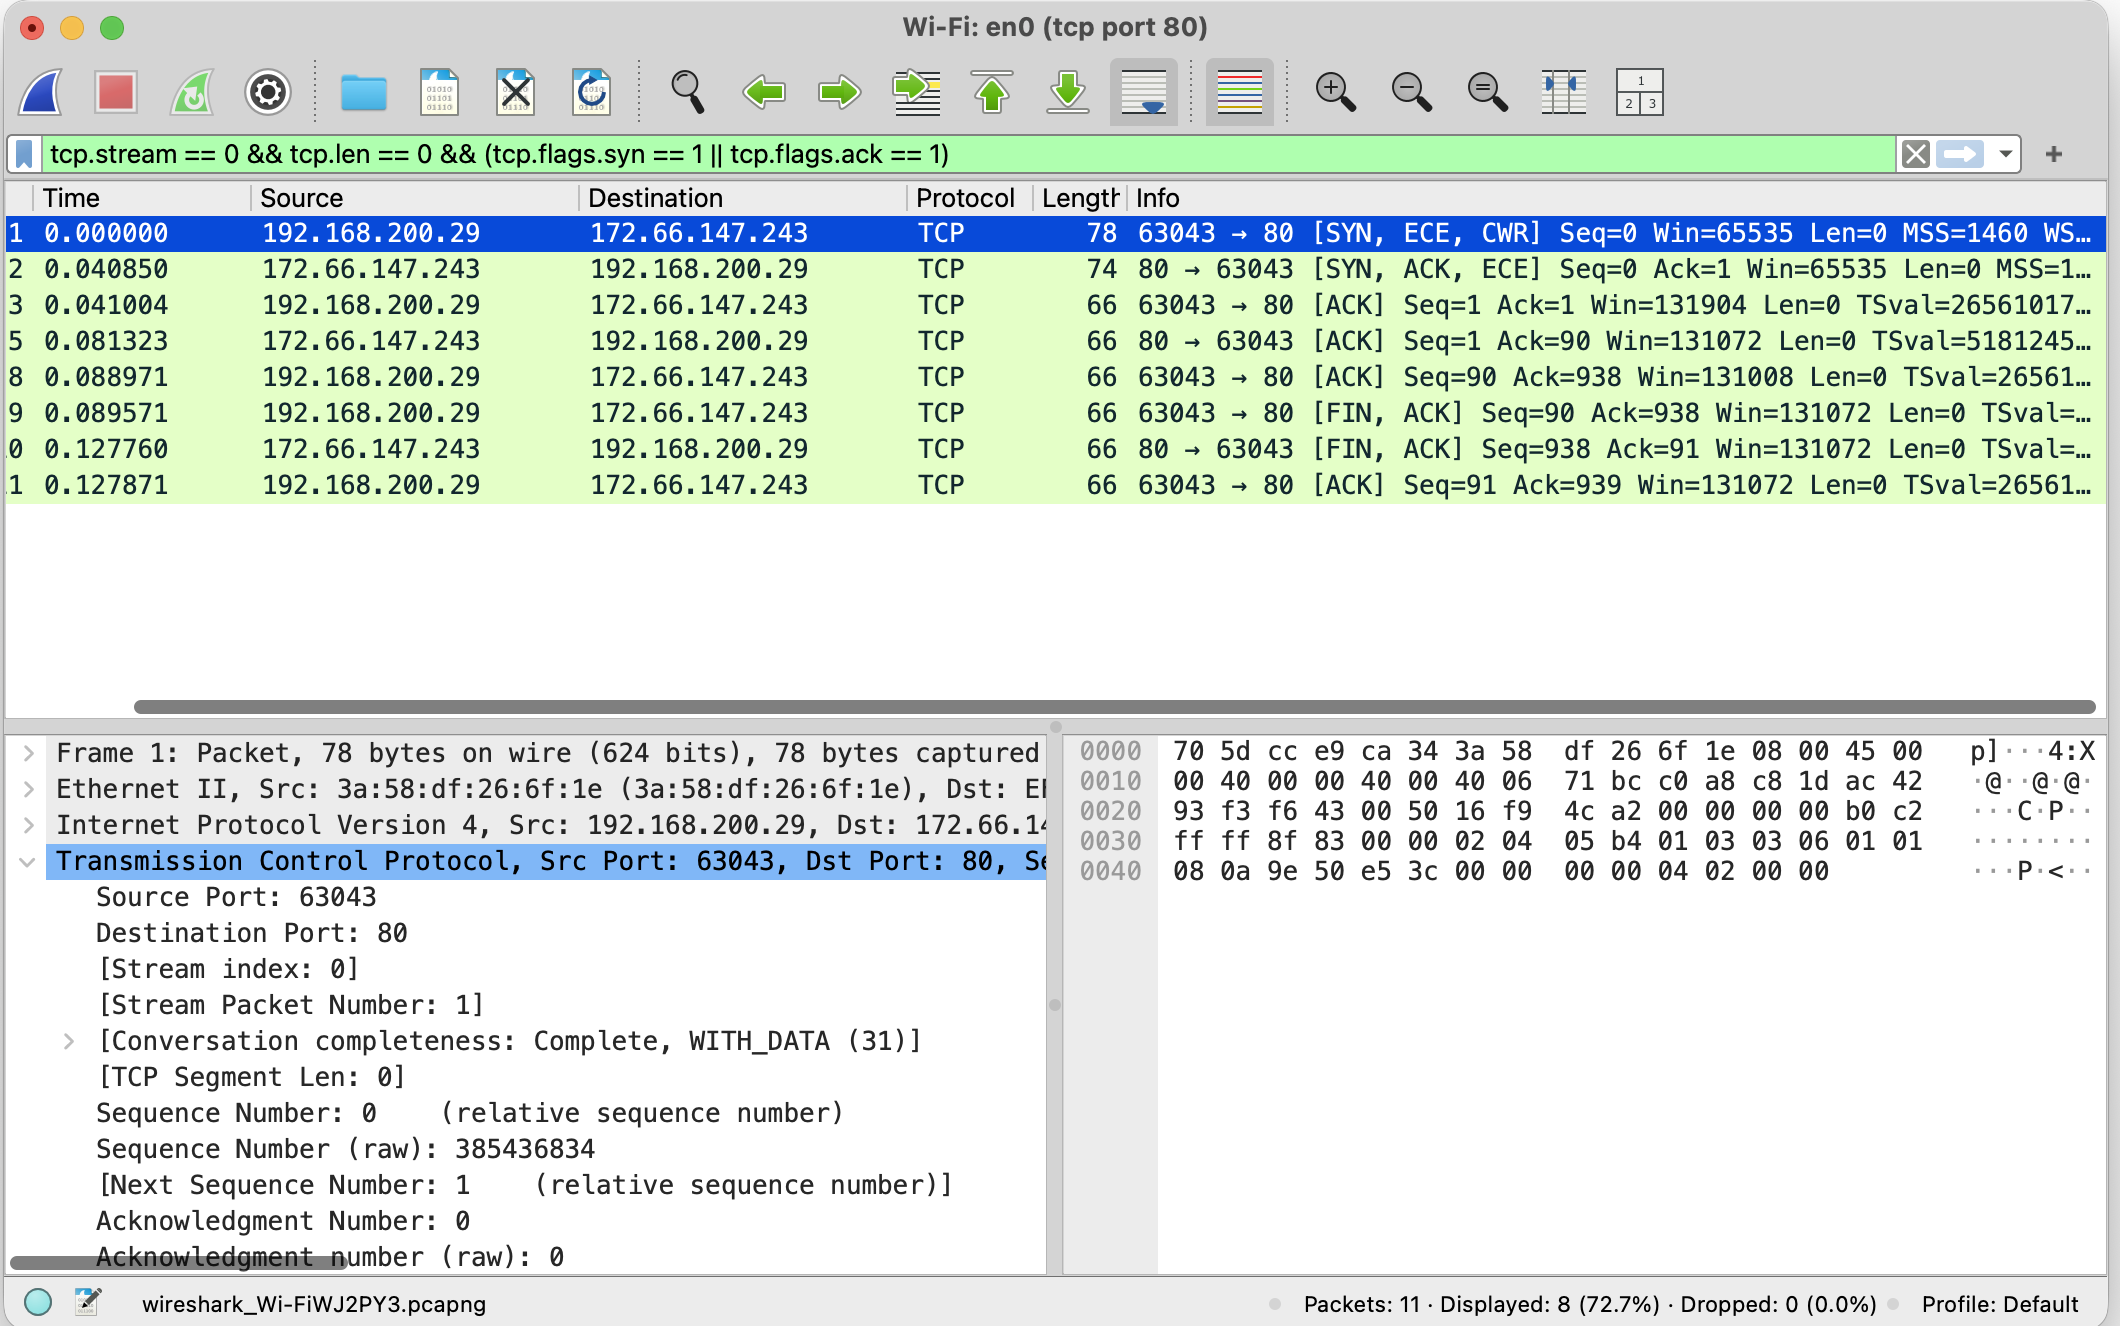 Wi-Fi: en0 (tcp port 80)
tcp.stream == 0 && tcp.len == 0 && (tcp.flags.syn == 1 || tcp.flags.ack == 1)
Time Source Destination Protocol Length Info
1 0.000000 192.168.200.29 172.66.147.243 TCP 78 63043 → 80 [SYN, ECE, CWR] Seq=0 Win=65535 Len=0 MSS=1460 WS…
2 0.040850 172.66.147.243 192.168.200.29 TCP 74 80 → 63043 [SYN, ACK, ECE] Seq=0 Ack=1 Win=65535 Len=0 MSS=1…
3 0.041004 192.168.200.29 172.66.147.243 TCP 66 63043 → 80 [ACK] Seq=1 Ack=1 Win=131904 Len=0 TSval=26561017…
5 0.081323 172.66.147.243 192.168.200.29 TCP 66 80 → 63043 [ACK] Seq=1 Ack=90 Win=131072 Len=0 TSval=5181245…
8 0.088971 192.168.200.29 172.66.147.243 TCP 66 63043 → 80 [ACK] Seq=90 Ack=938 Win=131008 Len=0 TSval=26561…
9 0.089571 192.168.200.29 172.66.147.243 TCP 66 63043 → 80 [FIN, ACK] Seq=90 Ack=938 Win=131072 Len=0 TSval=…
0 0.127760 172.66.147.243 192.168.200.29 TCP 66 80 → 63043 [FIN, ACK] Seq=938 Ack=91 Win=131072 Len=0 TSval=…
1 0.127871 192.168.200.29 172.66.147.243 TCP 66 63043 → 80 [ACK] Seq=91 Ack=939 Win=131072 Len=0 TSval=26561…
Frame 1: Packet, 78 bytes on wire (624 bits), 78 bytes captured
Ethernet II, Src: 3a:58:df:26:6f:1e (3a:58:df:26:6f:1e), Dst:
Internet Protocol Version 4, Src: 192.168.200.29, Dst: 172.66.14
Transmission Control Protocol, Src Port: 63043, Dst Port: 80, Se
Source Port: 63043
Destination Port: 80
[Stream index: 0]
[Stream Packet Number: 1]
[Conversation completeness: Complete, WITH_DATA (31)]
[TCP Segment Len: 0]
Sequence Number: 0 (relative sequence number)
Sequence Number (raw): 385436834
[Next Sequence Number: 1 (relative sequence number)]
Acknowledgment Number: 0
Acknowledgment number (raw): 0
0000 70 5d cc e9 ca 34 3a 58 df 26 6f 1e 08 00 45 00 p]···4:X
0010 00 40 00 00 40 00 40 06 71 bc c0 a8 c8 1d ac 42 ·@··@·@·
0020 93 f3 f6 43 00 50 16 f9 4c a2 00 00 00 00 b0 c2 ···C·P··
0030 ff ff 8f 83 00 00 02 04 05 b4 01 03 03 06 01 01 ········
0040 08 0a 9e 50 e5 3c 00 00 00 00 04 02 00 00 ···P·<··
wireshark_Wi-FiWJ2PY3.pcapng
Packets: 11 · Displayed: 8 (72.7%) · Dropped: 0 (0.0%)
Profile: Default